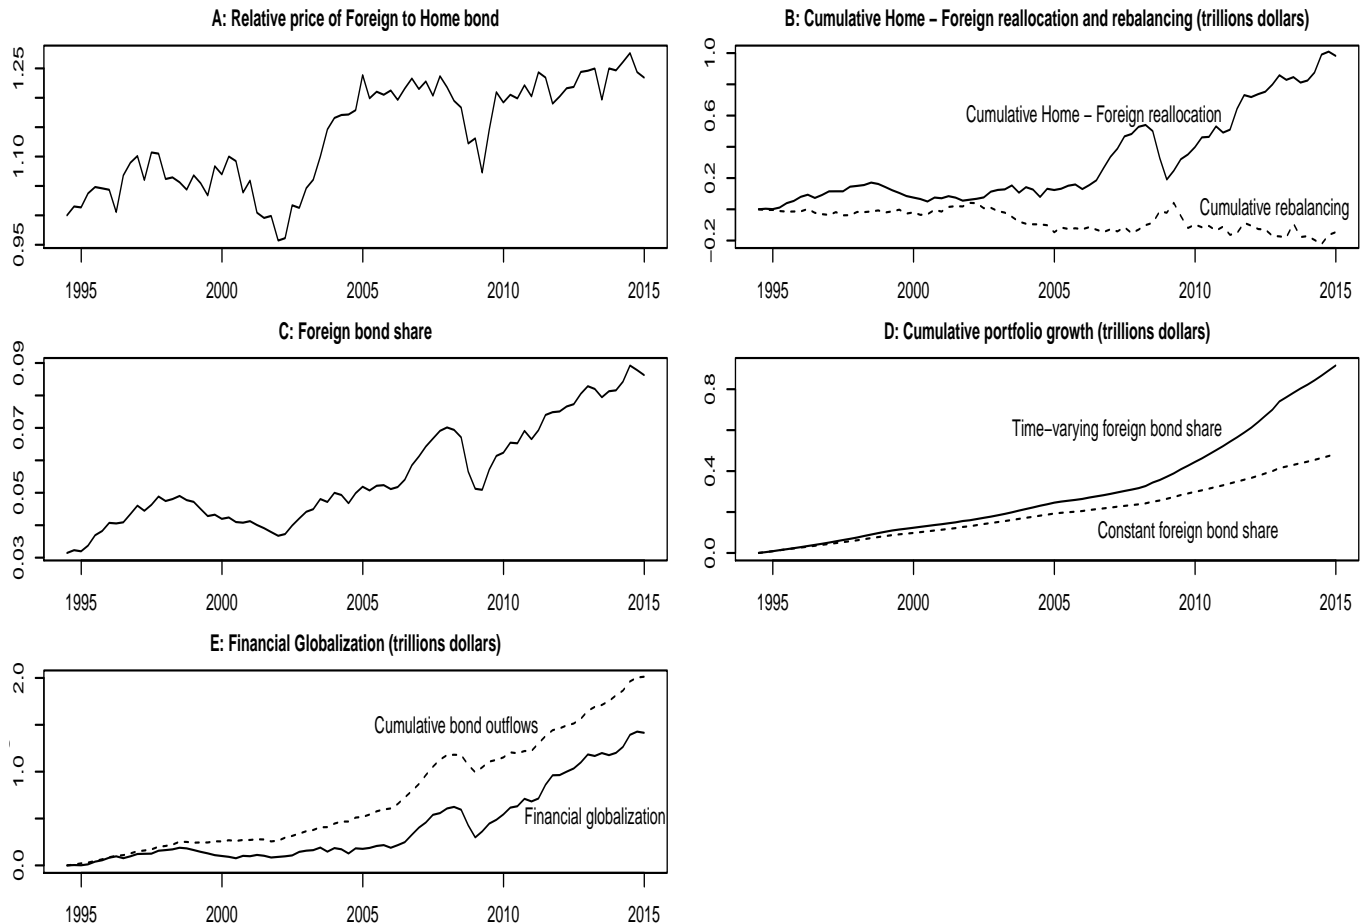 A: Relative price of Foreign to Home bond
0.95 1.10 1.25
1995 2000 2005 2010 2015
B: Cumulative Home – Foreign reallocation and rebalancing (trillions dollars)
−0.2 0.2 0.6 1.0
Cumulative Home – Foreign reallocation
Cumulative rebalancing
1995 2000 2005 2010 2015
C: Foreign bond share
0.03 0.05 0.07 0.09
1995 2000 2005 2010 2015
D: Cumulative portfolio growth (trillions dollars)
0.0 0.4 0.8
Time−varying foreign bond share
Constant foreign bond share
1995 2000 2005 2010 2015
E: Financial Globalization (trillions dollars)
0.0 1.0 2.0
Cumulative bond outflows
Financial globalization
1995 2000 2005 2010 2015